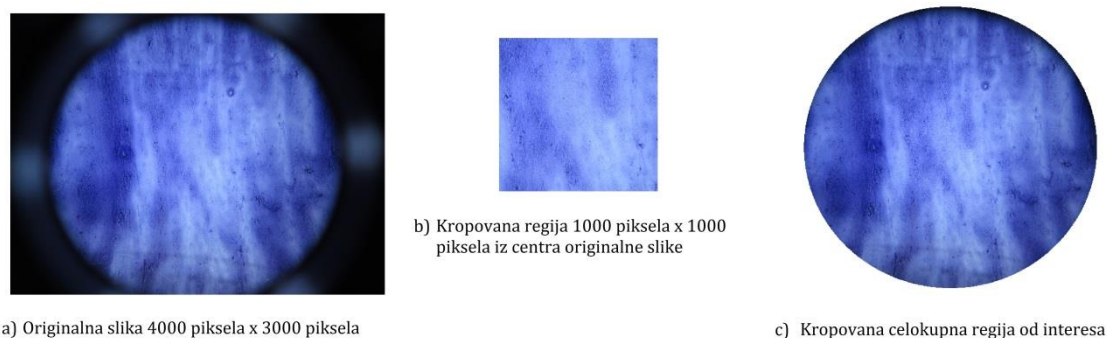 b) Kropovana regija 1000 piksela x 1000
piksela iz centra originalne slike
a) Originalna slika 4000 piksela x 3000 piksela
c) Kropovana celokupna regija od interesa